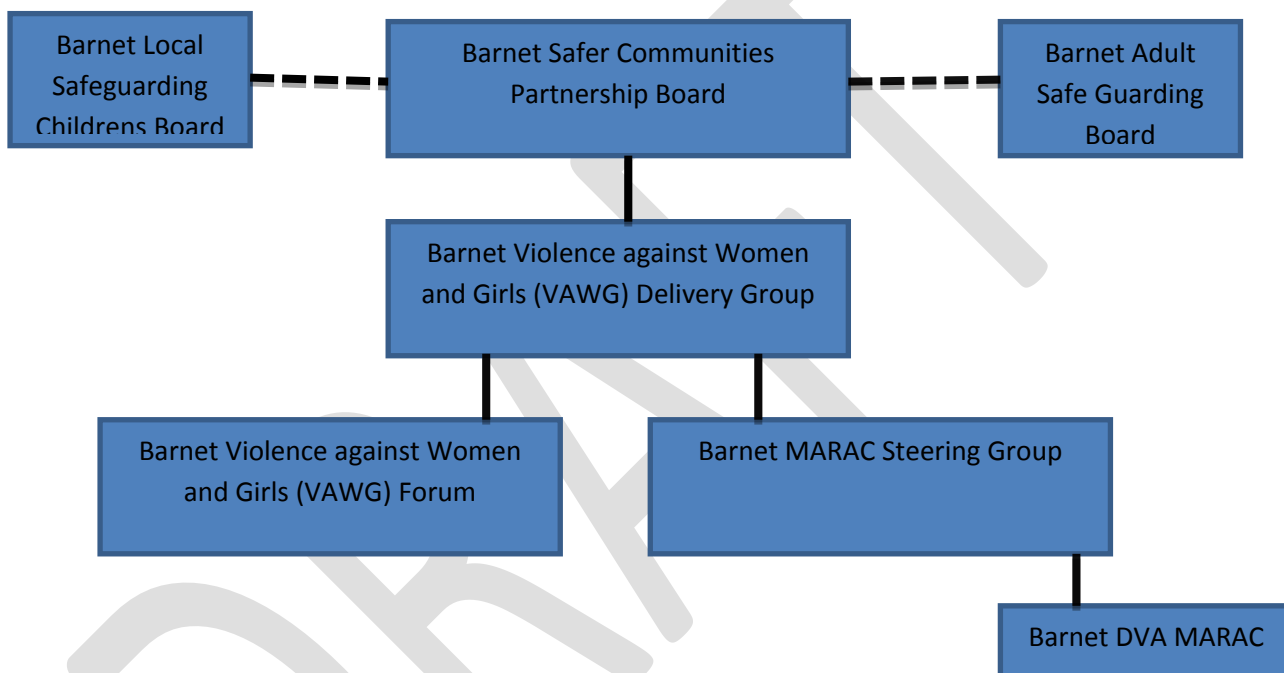 Barnet Local
Safeguarding
Childrens Board
Barnet Safer Communities
Partnership Board
Barnet Adult
Safe Guarding
Board
Barnet Violence against Women
and Girls (VAWG) Delivery Group
Barnet Violence against Women
and Girls (VAWG) Forum
Barnet MARAC Steering Group
Barnet DVA MARAC
DRAFT